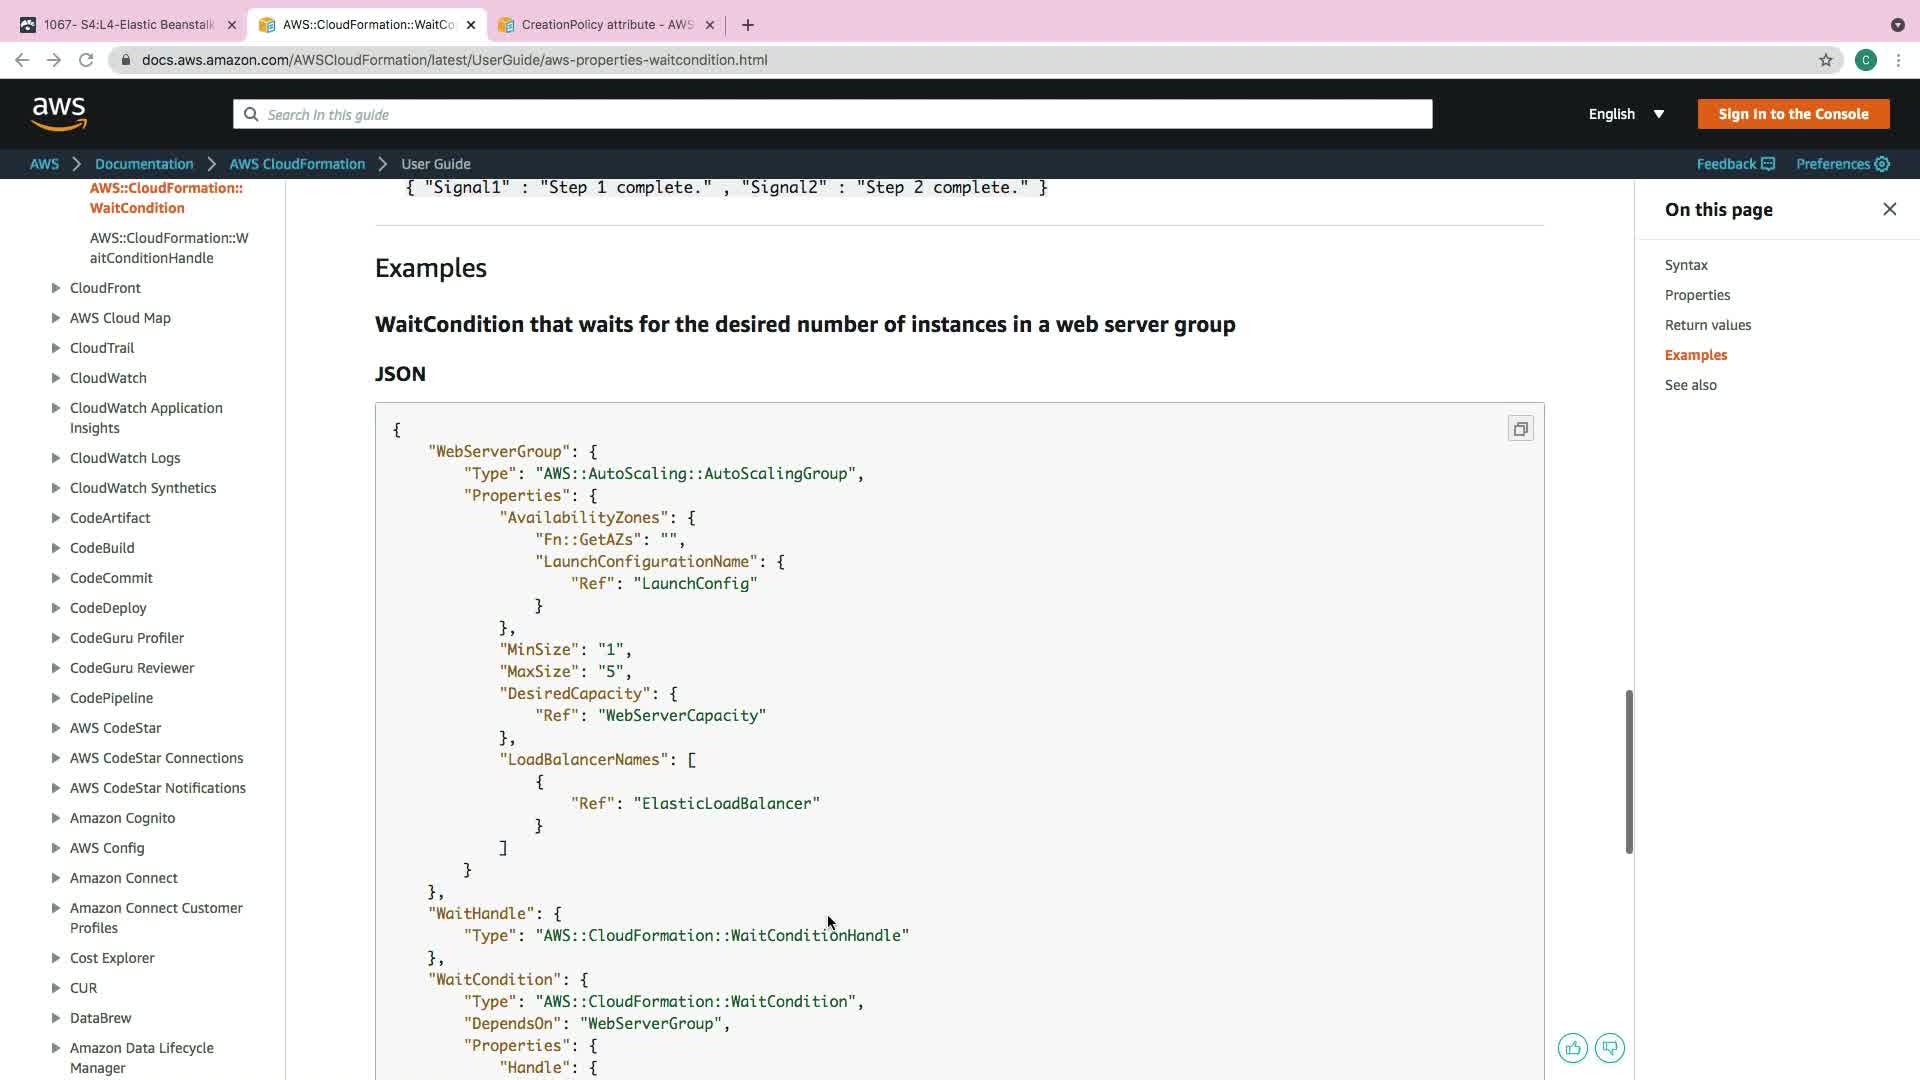 1067- S4:L4-Elastic Beanstalk
AWS::CloudFormation::WaitCo
CreationPolicy attribute - AWS
docs.aws.amazon.com/AWSCloudFormation/latest/UserGuide/aws-properties-waitcondition.html
C
aws
Search in this guide
English
Sign In to the Console
AWS
Documentation
AWS CloudFormation
User Guide
Feedback
Preferences
AWS::CloudFormation::
WaitCondition
AWS::CloudFormation::W
aitConditionHandle
CloudFront
AWS Cloud Map
CloudTrail
CloudWatch
CloudWatch Application
Insights
CloudWatch Logs
CloudWatch Synthetics
CodeArtifact
CodeBuild
CodeCommit
CodeDeploy
CodeGuru Profiler
CodeGuru Reviewer
CodePipeline
AWS CodeStar
AWS CodeStar Connections
AWS CodeStar Notifications
Amazon Cognito
AWS Config
Amazon Connect
Amazon Connect Customer
Profiles
Cost Explorer
CUR
DataBrew
Amazon Data Lifecycle
Manager
{ "Signal1" : "Step 1 complete." , "Signal2" : "Step 2 complete." }
Examples
WaitCondition that waits for the desired number of instances in a web server group
JSON
{
"WebServerGroup": {
"Type": "AWS::AutoScaling::AutoScalingGroup",
"Properties": {
"AvailabilityZones": {
"Fn::GetAZs": "",
"LaunchConfigurationName": {
"Ref": "LaunchConfig"
}
},
"MinSize": "1",
"MaxSize": "5",
"DesiredCapacity": {
"Ref": "WebServerCapacity"
},
"LoadBalancerNames": [
{
"Ref": "ElasticLoadBalancer"
}
]
}
},
"WaitHandle": {
"Type": "AWS::CloudFormation::WaitConditionHandle"
},
"WaitCondition": {
"Type": "AWS::CloudFormation::WaitCondition",
"DependsOn": "WebServerGroup",
"Properties": {
"Handle": {
On this page
Syntax
Properties
Return values
Examples
See also